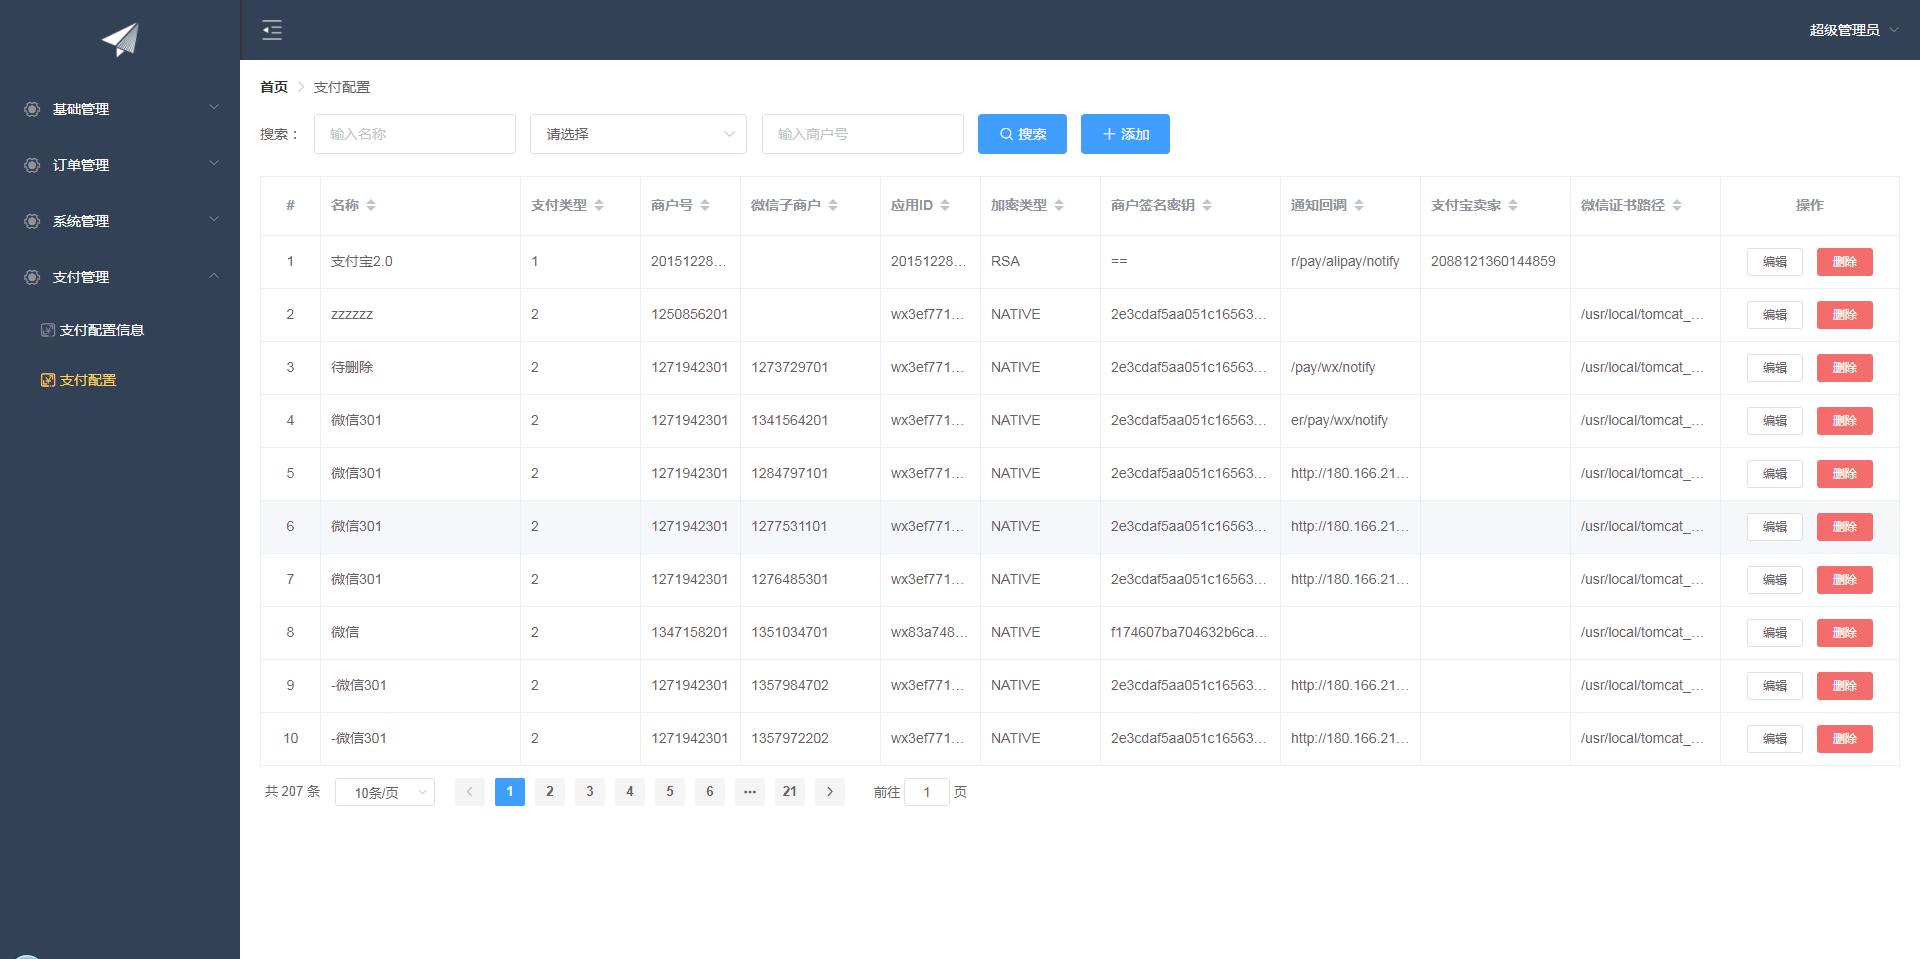 超级管理员
基础管理
订单管理
系统管理
支付管理
支付配置信息
支付配置
首页 支付配置
搜索： 输入名称 请选择 输入商户号 搜索 添加
# 名称 支付类型 商户号 微信子商户 应用ID 加密类型 商户签名密钥 通知回调 支付宝卖家 微信证书路径 操作
1 支付宝2.0 1 20151228... 20151228... RSA == r/pay/alipay/notify 2088121360144859 编辑 删除
2 zzzzzz 2 1250856201 wx3ef771... NATIVE 2e3cdaf5aa051c16563... /usr/local/tomcat_... 编辑 删除
3 待删除 2 1271942301 1273729701 wx3ef771... NATIVE 2e3cdaf5aa051c16563... /pay/wx/notify /usr/local/tomcat_... 编辑 删除
4 微信301 2 1271942301 1341564201 wx3ef771... NATIVE 2e3cdaf5aa051c16563... er/pay/wx/notify /usr/local/tomcat_... 编辑 删除
5 微信301 2 1271942301 1284797101 wx3ef771... NATIVE 2e3cdaf5aa051c16563... http://180.166.21... /usr/local/tomcat_... 编辑 删除
6 微信301 2 1271942301 1277531101 wx3ef771... NATIVE 2e3cdaf5aa051c16563... http://180.166.21... /usr/local/tomcat_... 编辑 删除
7 微信301 2 1271942301 1276485301 wx3ef771... NATIVE 2e3cdaf5aa051c16563... http://180.166.21... /usr/local/tomcat_... 编辑 删除
8 微信 2 1347158201 1351034701 wx83a748... NATIVE f174607ba704632b6ca... /usr/local/tomcat_... 编辑 删除
9 -微信301 2 1271942301 1357984702 wx3ef771... NATIVE 2e3cdaf5aa051c16563... http://180.166.21... /usr/local/tomcat_... 编辑 删除
10 -微信301 2 1271942301 1357972202 wx3ef771... NATIVE 2e3cdaf5aa051c16563... http://180.166.21... /usr/local/tomcat_... 编辑 删除
共 207 条 10条/页 1 2 3 4 5 6 ••• 21 前往 1 页